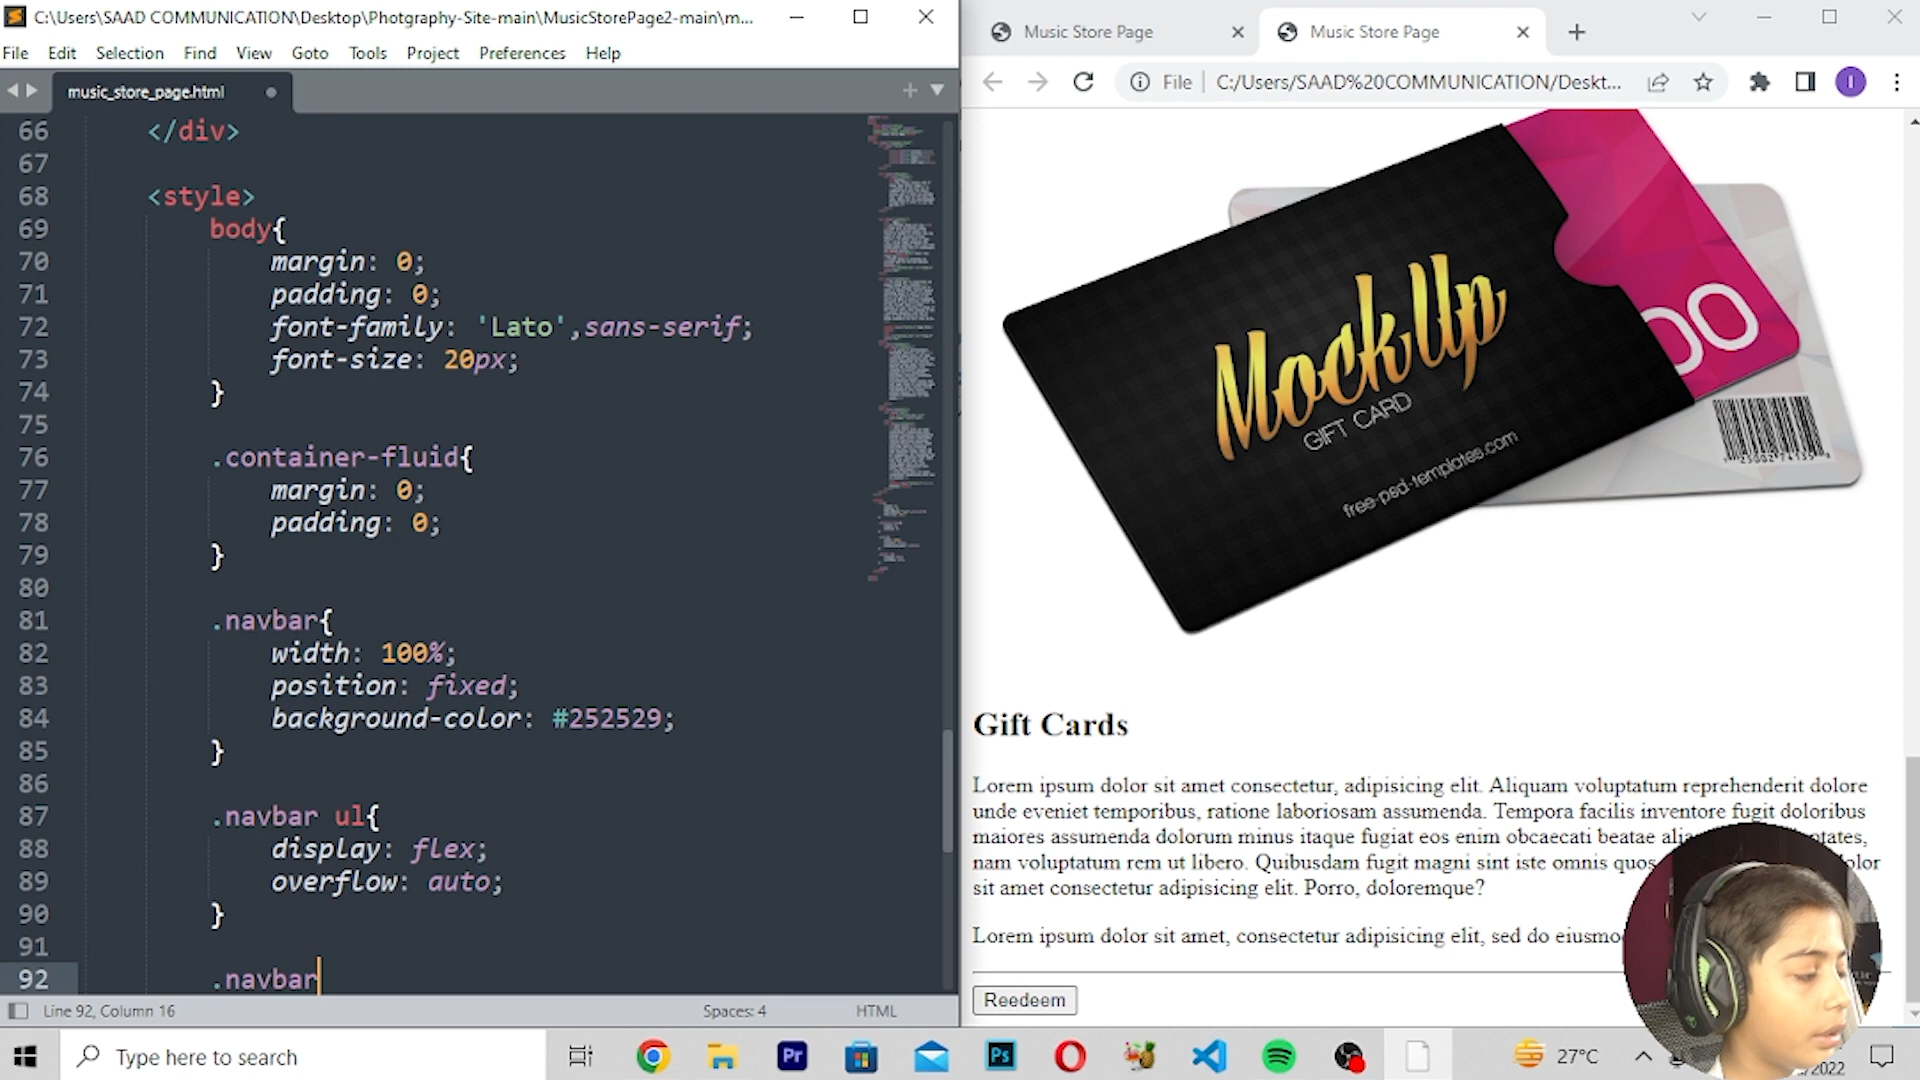 C:\Users\SAAD COMMUNICATION\Desktop\Photgraphy-Site-main\MusicStorePage2-main\m...
File Edit Selection Find View Goto Tools Project Preferences Help
music_store_page.html
66 </div>
67
68 <style>
69 body{
70 margin: 0;
71 padding: 0;
72 font-family: 'Lato',sans-serif;
73 font-size: 20px;
74 }
75
76 .container-fluid{
77 margin: 0;
78 padding: 0;
79 }
80
81 .navbar{
82 width: 100%;
83 position: fixed;
84 background-color: #252529;
85 }
86
87 .navbar ul{
88 display: flex;
89 overflow: auto;
90 }
91
92 .navbar
Line 92, Column 16
Spaces: 4
HTML
Music Store Page
Music Store Page
File C:/Users/SAAD%20COMMUNICATION/Deskt...
I
MockUp
GIFT CARD
free-psd-templates.com
00
Gift Cards
Lorem ipsum dolor sit amet consectetur, adipisicing elit. Aliquam voluptatum reprehenderit dolore
unde eveniet temporibus, ratione laboriosam assumenda. Tempora facilis inventore fugit doloribus
maiores assumenda dolorum minus itaque fugiat eos enim obcaecati beatae
nam voluptatum rem ut libero. Quibusdam fugit magni sint iste omnis quos
sit amet consectetur adipisicing elit. Porro, doloremque?
Lorem ipsum dolor sit amet, consectetur adipisicing elit, sed do
Reedeem
Type here to search
Pr
Ps
27°C